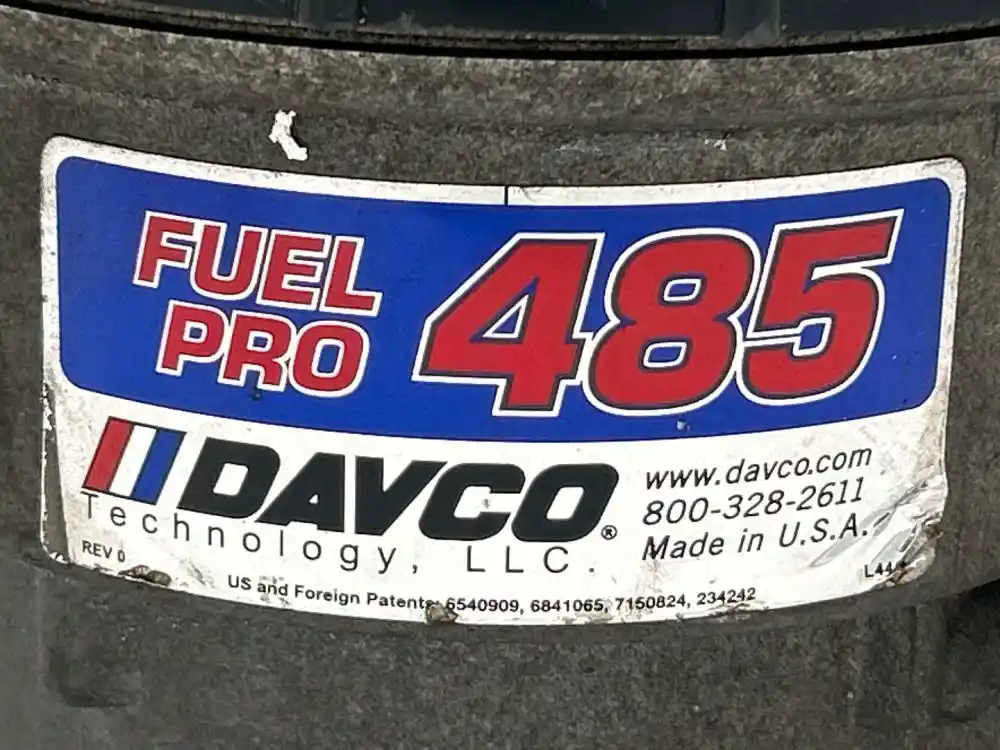 FUEL
PRO
485
DAVCO®
Technology, LLC.
www.davco.com
800-328-2611
Made in U.S.A.
REV 0
US and Foreign Patents: 6540909, 6841065, 7150824, 234242